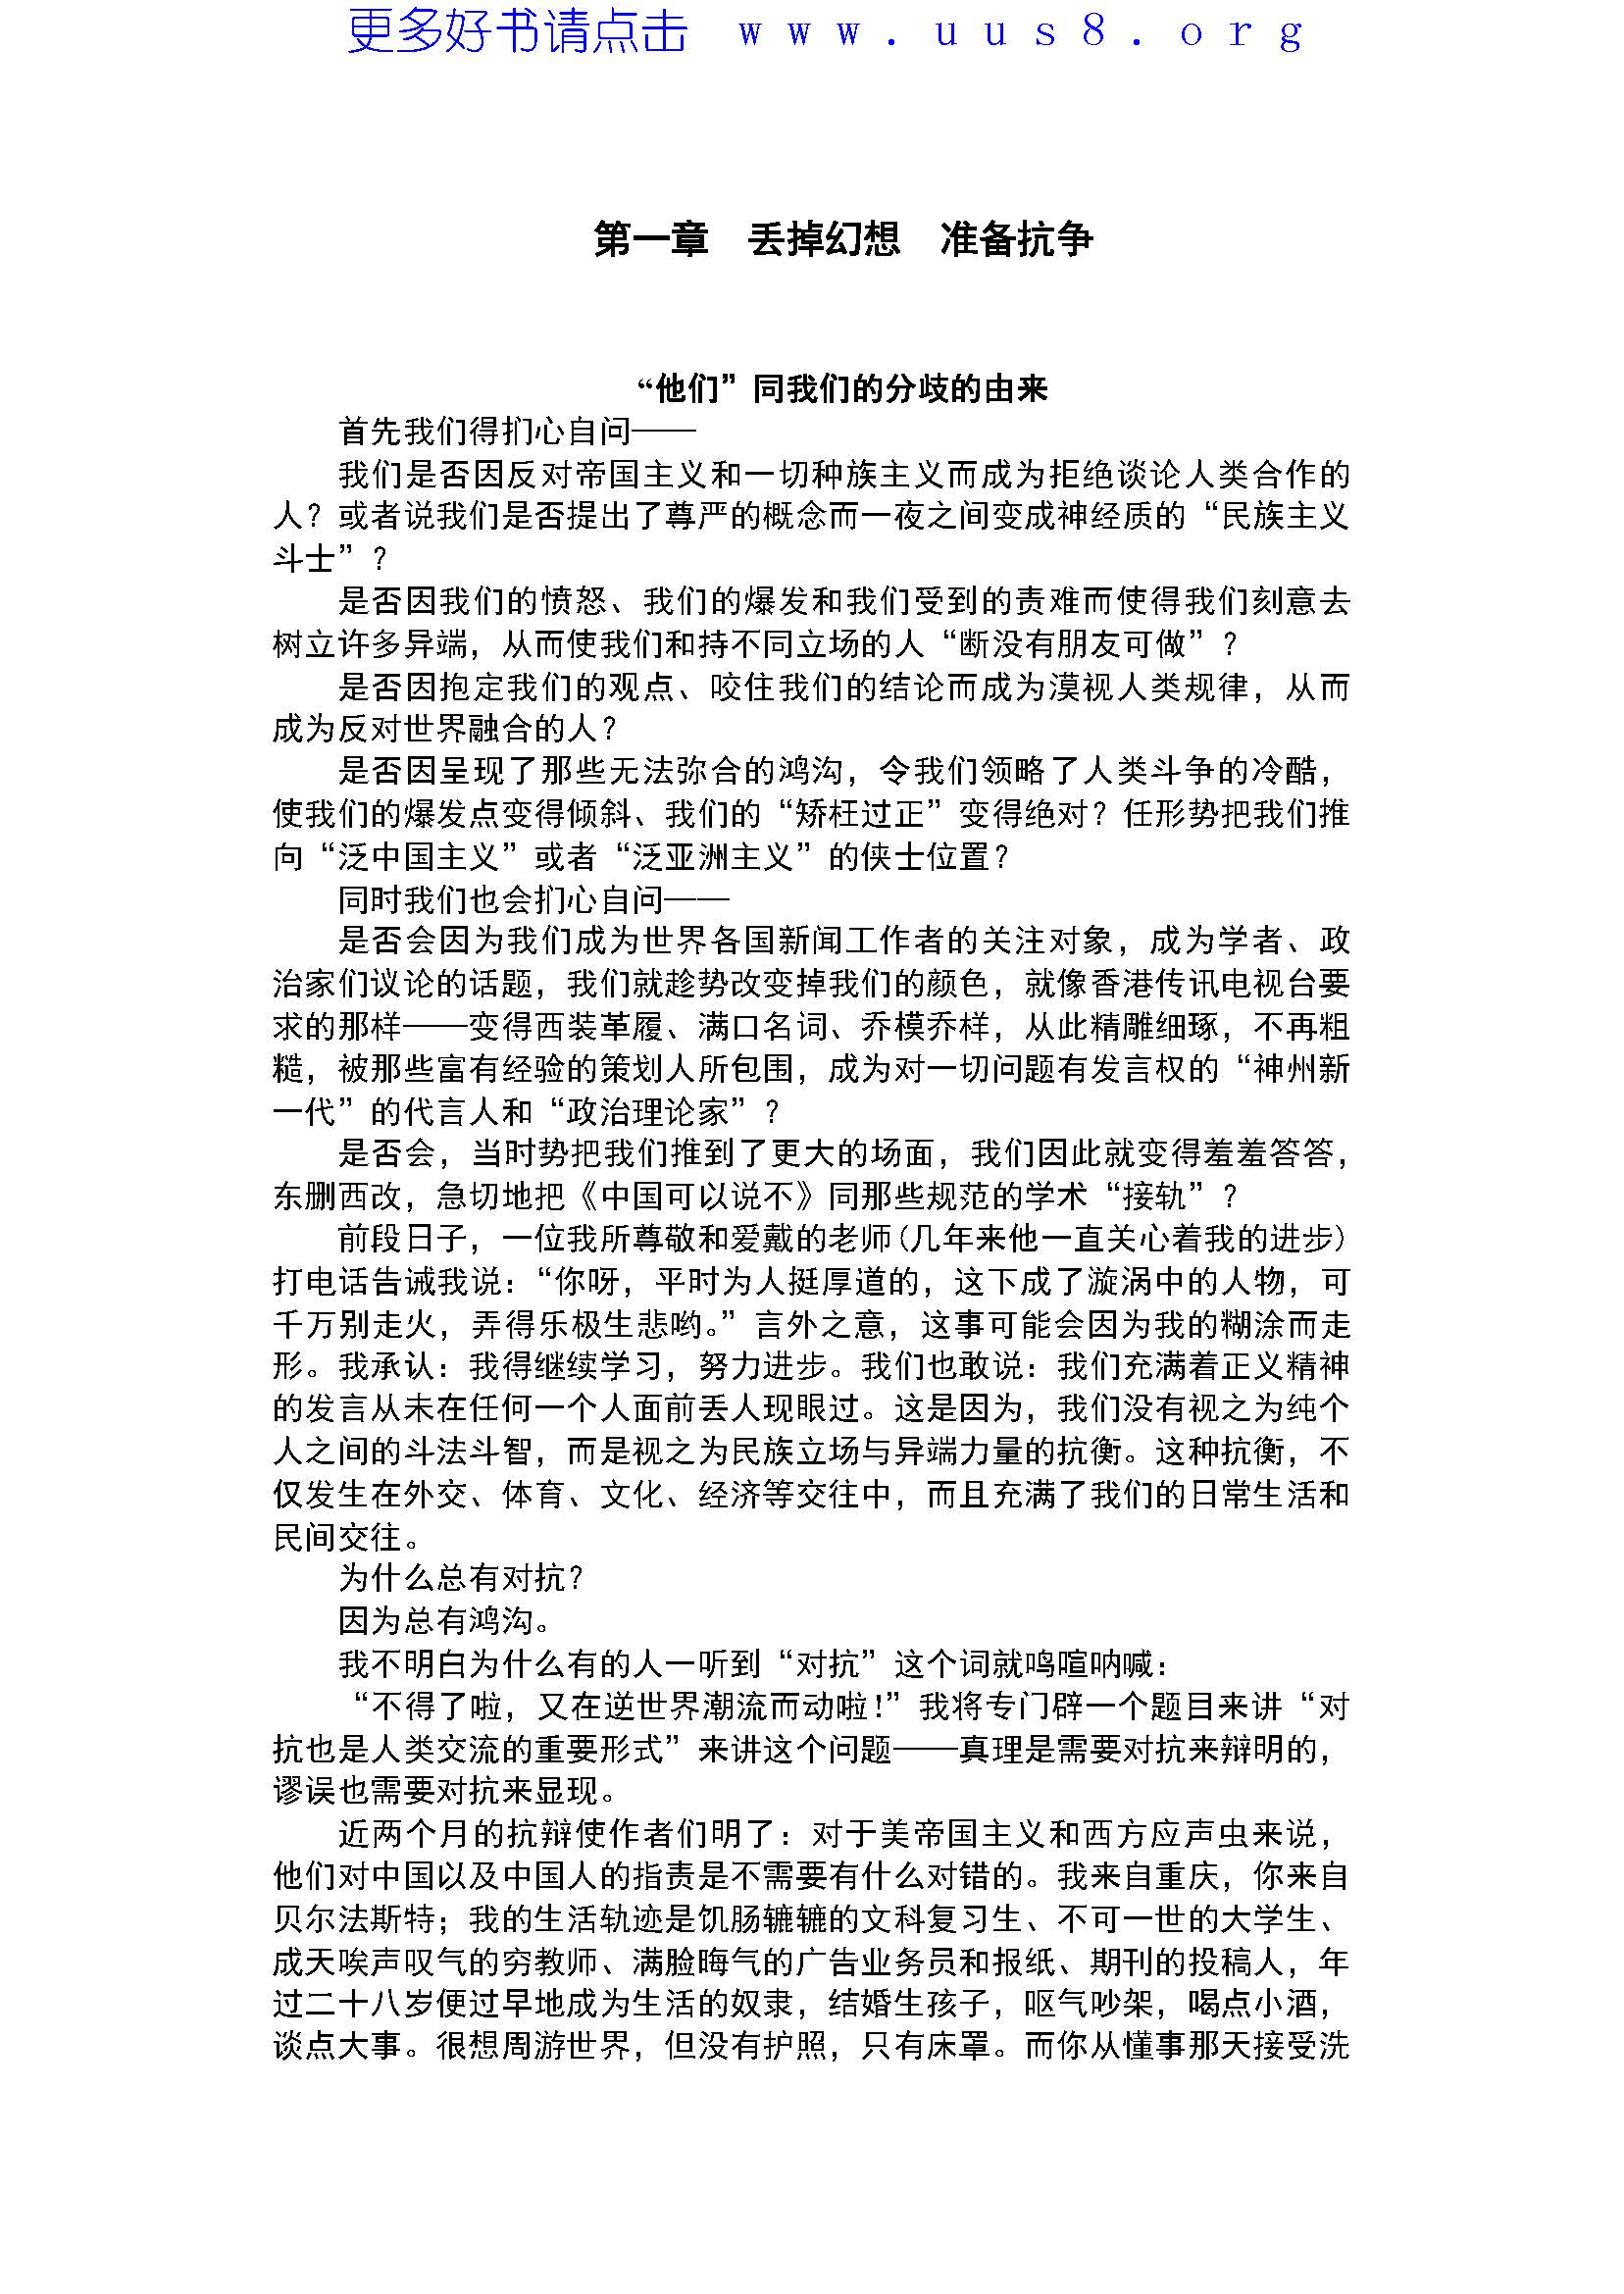 更多好书请点击 www.uus8.org
第一章 丢掉幻想 准备抗争
“他们”同我们的分歧的由来
首先我们得扪心自问——
我们是否因反对帝国主义和一切种族主义而成为拒绝谈论人类合作的
人？或者说我们是否提出了尊严的概念而一夜之间变成神经质的“民族主义
斗士”？
是否因我们的愤怒、我们的爆发和我们受到的责难而使得我们刻意去
树立许多异端，从而使我们和持不同立场的人“断没有朋友可做”？
是否因抱定我们的观点、咬住我们的结论而成为漠视人类规律，从而
成为反对世界融合的人？
是否因呈现了那些无法弥合的鸿沟，令我们领略了人类斗争的冷酷，
使我们的爆发点变得倾斜、我们的“矫枉过正”变得绝对？任形势把我们推
向“泛中国主义”或者“泛亚洲主义”的侠士位置？
同时我们也会扪心自问——
是否会因为我们成为世界各国新闻工作者的关注对象，成为学者、政
治家们议论的话题，我们就趁势改变掉我们的颜色，就像香港传讯电视台要
求的那样——变得西装革履、满口名词、乔模乔样，从此精雕细琢，不再粗
糙，被那些富有经验的策划人所包围，成为对一切问题有发言权的“神州新
一代”的代言人和“政治理论家”？
是否会，当时势把我们推到了更大的场面，我们因此就变得羞羞答答，
东删西改，急切地把《中国可以说不》同那些规范的学术“接轨”？
前段日子，一位我所尊敬和爱戴的老师(几年来他一直关心着我的进步)
打电话告诫我说：“你呀，平时为人挺厚道的，这下成了漩涡中的人物，可
千万别走火，弄得乐极生悲哟。”言外之意，这事可能会因为我的糊涂而走
形。我承认：我得继续学习，努力进步。我们也敢说：我们充满着正义精神
的发言从未在任何一个人面前丢人现眼过。这是因为，我们没有视之为纯个
人之间的斗法斗智，而是视之为民族立场与异端力量的抗衡。这种抗衡，不
仅发生在外交、体育、文化、经济等交往中，而且充满了我们的日常生活和
民间交往。
为什么总有对抗？
因为总有鸿沟。
我不明白为什么有的人一听到“对抗”这个词就鸣喧呐喊：
“不得了啦，又在逆世界潮流而动啦！”我将专门辟一个题目来讲“对
抗也是人类交流的重要形式”来讲这个问题——真理是需要对抗来辩明的，
谬误也需要对抗来显现。
近两个月的抗辩使作者们明了：对于美帝国主义和西方应声虫来说，
他们对中国以及中国人的指责是不需要有什么对错的。我来自重庆，你来自
贝尔法斯特；我的生活轨迹是饥肠辘辘的文科复习生、不可一世的大学生、
成天唉声叹气的穷教师、满脸晦气的广告业务员和报纸、期刊的投稿人，年
过二十八岁便过早地成为生活的奴隶，结婚生孩子，呕气吵架，喝点小酒，
谈点大事。很想周游世界，但没有护照，只有床罩。而你从懂事那天接受洗